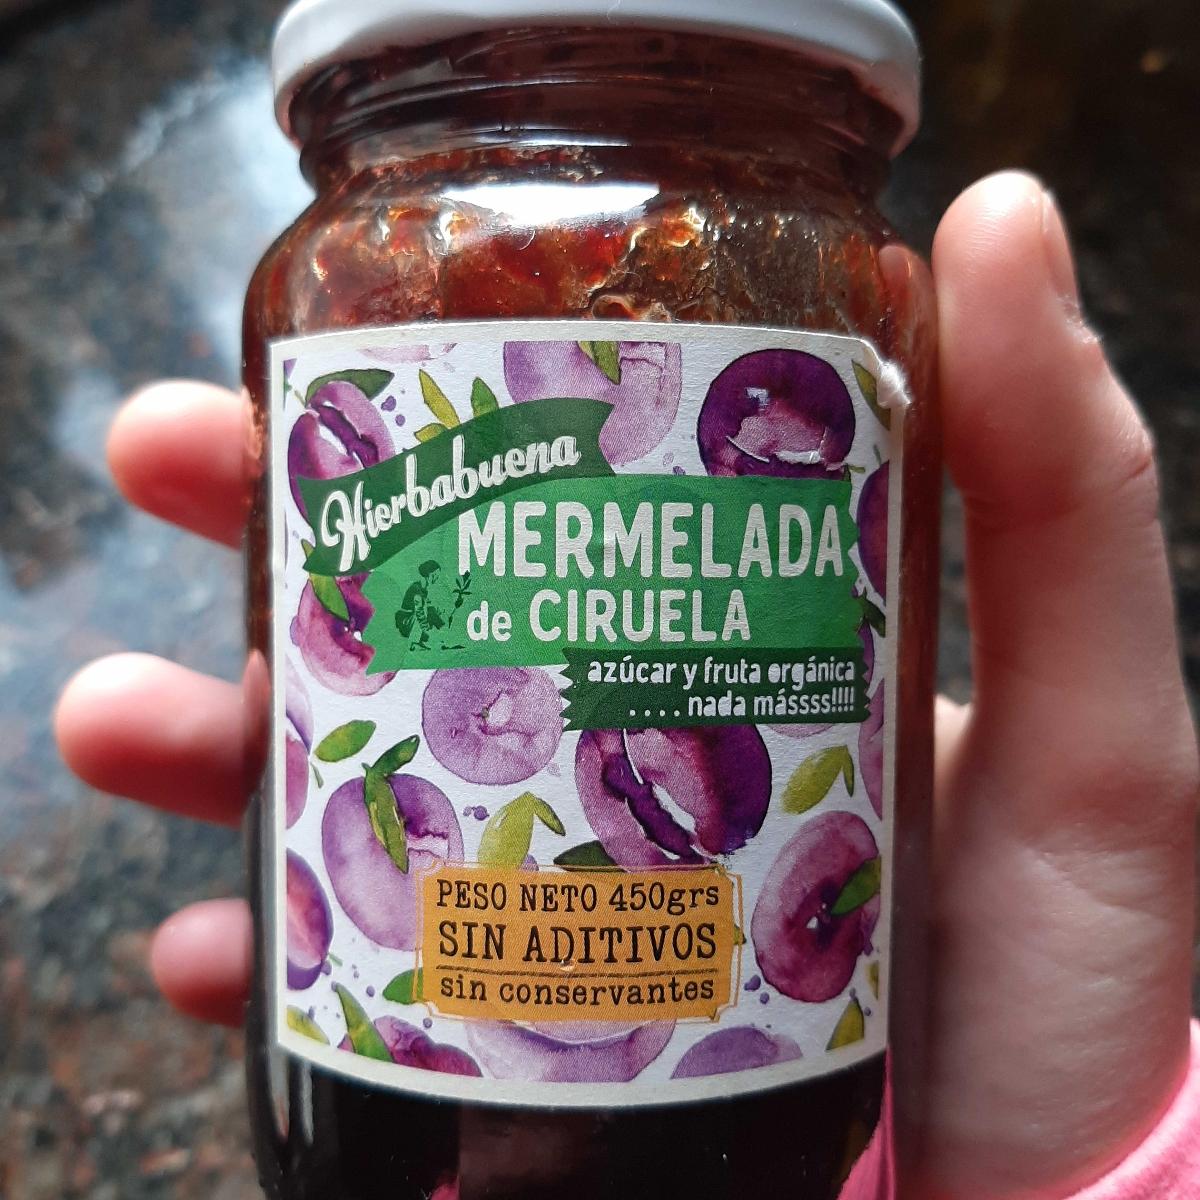 Hierbabuena
MERMELADA
de CIRUELA
azúcar y fruta orgánica
....nada mássss!!!!
PESO NETO 450grs
SIN ADITIVOS
sin conservantes